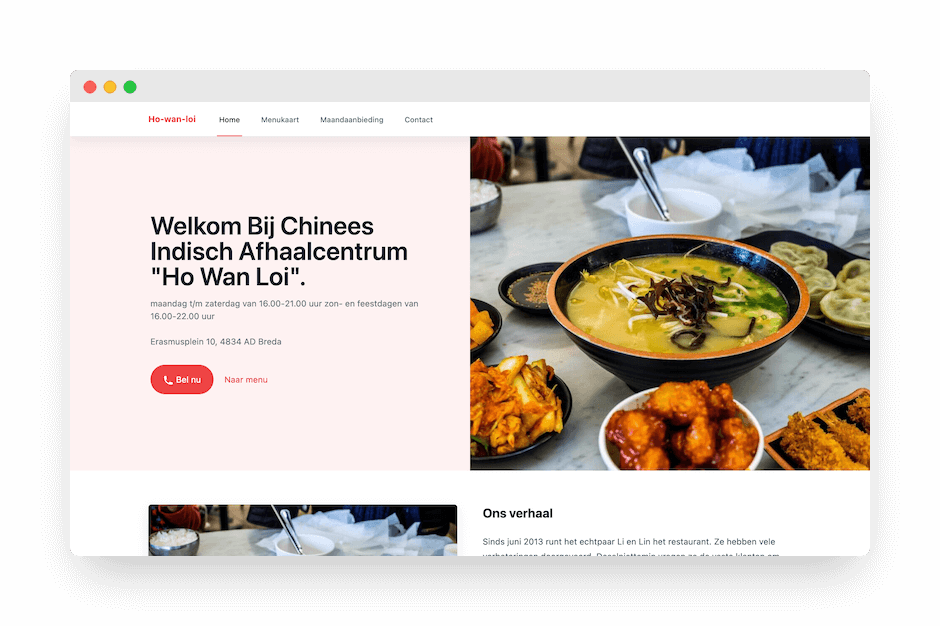 Ho-wan-loi Home Menukaart Maandaanbieding Contact
Welkom Bij Chinees
Indisch Afhaalcentrum
"Ho Wan Loi".
maandag t/m zaterdag van 16.00-21.00 uur zon- en feestdagen van
16.00-22.00 uur
Erasmusplein 10, 4834 AD Breda
Bel nu Naar menu
Ons verhaal
Sinds juni 2013 runt het echtpaar Li en Lin het restaurant. Ze hebben vele